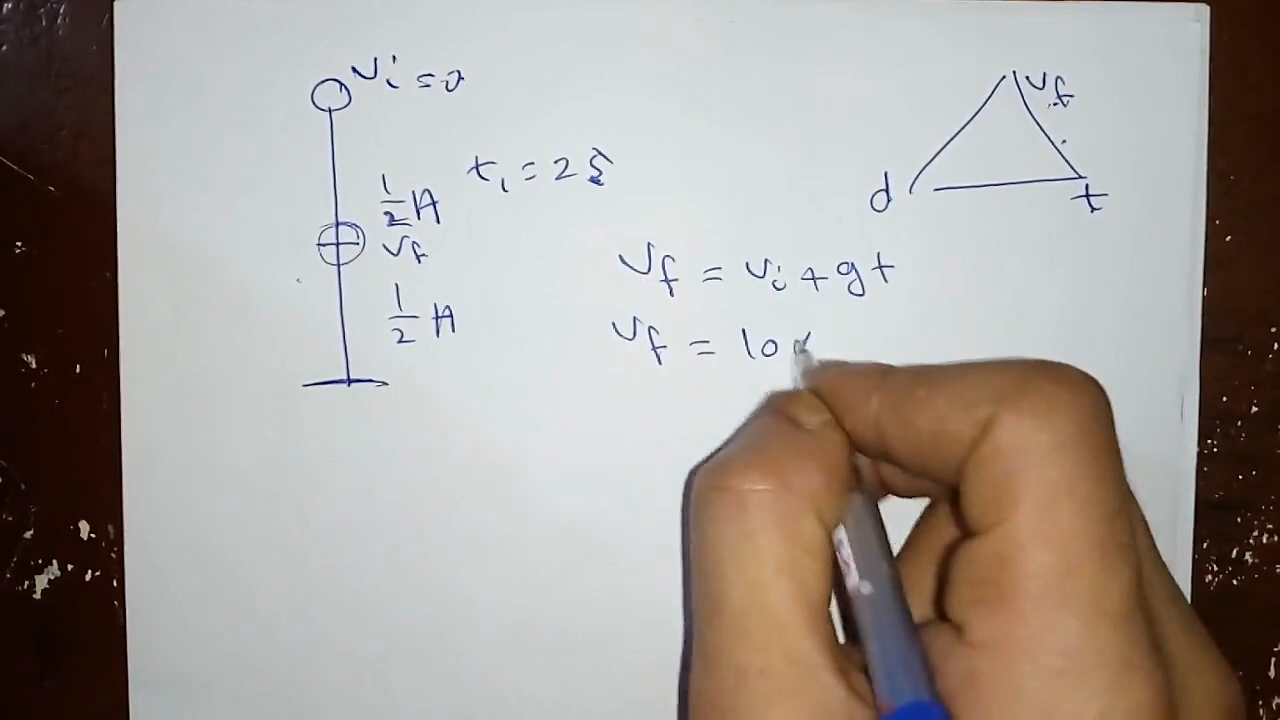 vi = 0
t₁ = 2 s
1/2 H
vf
1/2 H
vf
d
t
vf = vi + gt
vf = 10